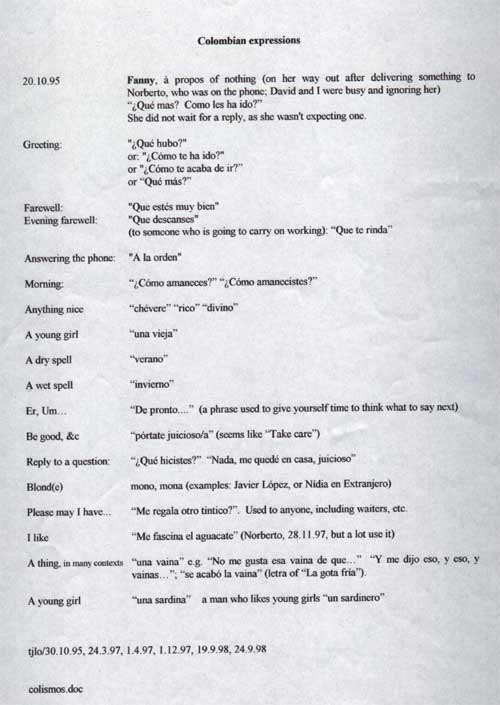 Colombian expressions
20.10.95 Fanny, à propos of nothing (on her way out after delivering something to
Norberto, who was on the phone; David and I were busy and ignoring her)
"¿Qué mas? Como les ha ido?"
She did not wait for a reply, as she wasn't expecting one.
Greeting: "¿Qué hubo?"
or: "¿Cómo te ha ido?"
or "¿Cómo te acaba de ir?"
or "Qué más?"
Farewell: "Que estés muy bien"
Evening farewell: "Que descanses"
(to someone who is going to carry on working): "Que te rinda"
Answering the phone: "A la orden"
Morning: "¿Cómo amaneces?" "¿Cómo amanecistes?"
Anything nice "chévere" "rico" "divino"
A young girl "una vieja"
A dry spell "verano"
A wet spell "invierno"
Er, Um... "De pronto...." (a phrase used to give yourself time to think what to say next)
Be good, &c "pórtate juicioso/a" (seems like "Take care")
Reply to a question: "¿Qué hicistes?" "Nada, me quedé en casa, juicioso"
Blond(e) mono, mona (examples: Javier López, or Nidia en Extranjero)
Please may I have... "Me regala otro tintico?". Used to anyone, including waiters, etc.
I like "Me fascina el aguacate" (Norberto, 28.11.97, but a lot use it)
A thing, in many contexts "una vaina" e.g. "No me gusta esa vaina de que..." "Y me dijo eso, y eso, y
vainas..."; "se acabó la vaina" (letra of "La gota fria").
A young girl "una sardina" a man who likes young girls "un sardinero"
tjlo/30.10.95, 24.3.97, 1.4.97, 1.12.97, 19.9.98, 24.9.98
colismos.doc